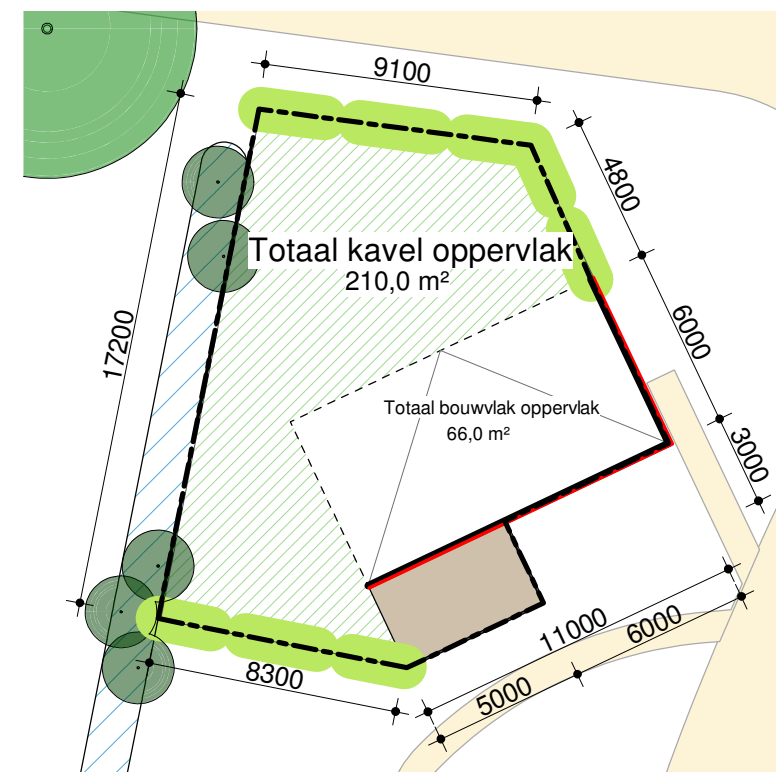 9100
4800
Totaal kavel oppervlak
210,0 m²
17200
6000
Totaal bouwvlak oppervlak
66,0 m²
3000
11000
6000
8300
5000